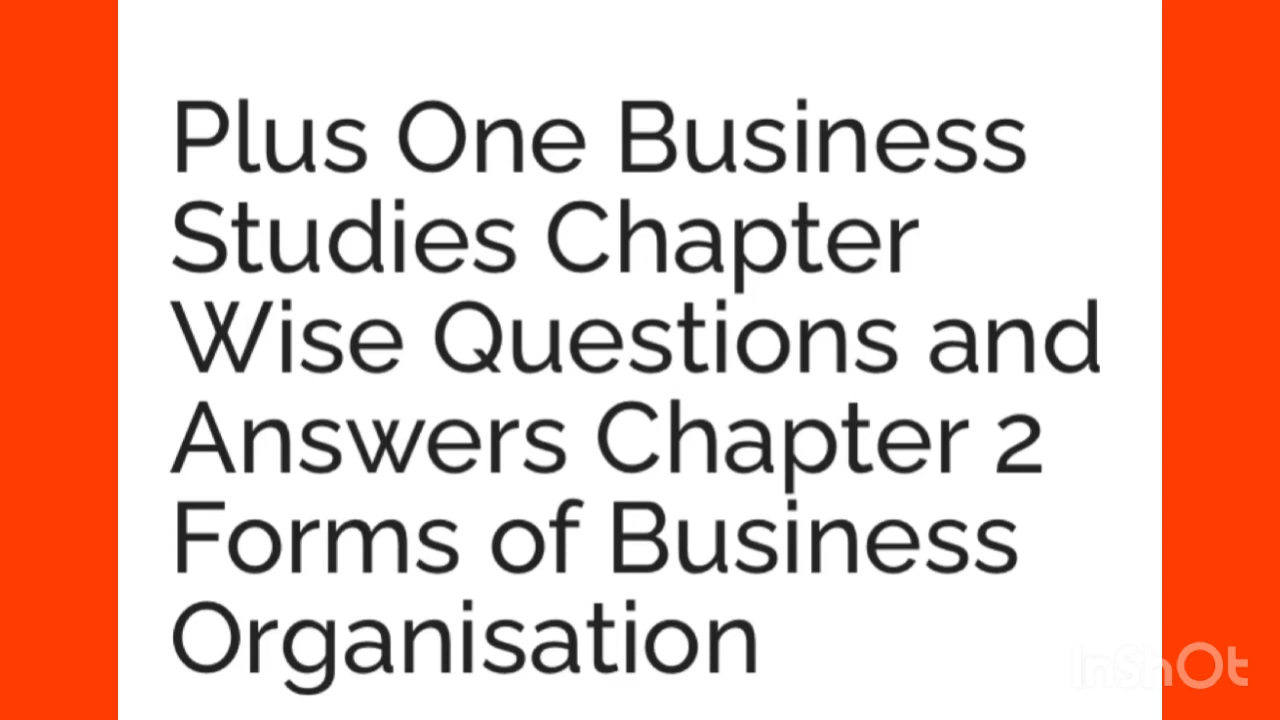 Plus One Business
Studies Chapter
Wise Questions and
Answers Chapter 2
Forms of Business
Organisation
InShOt